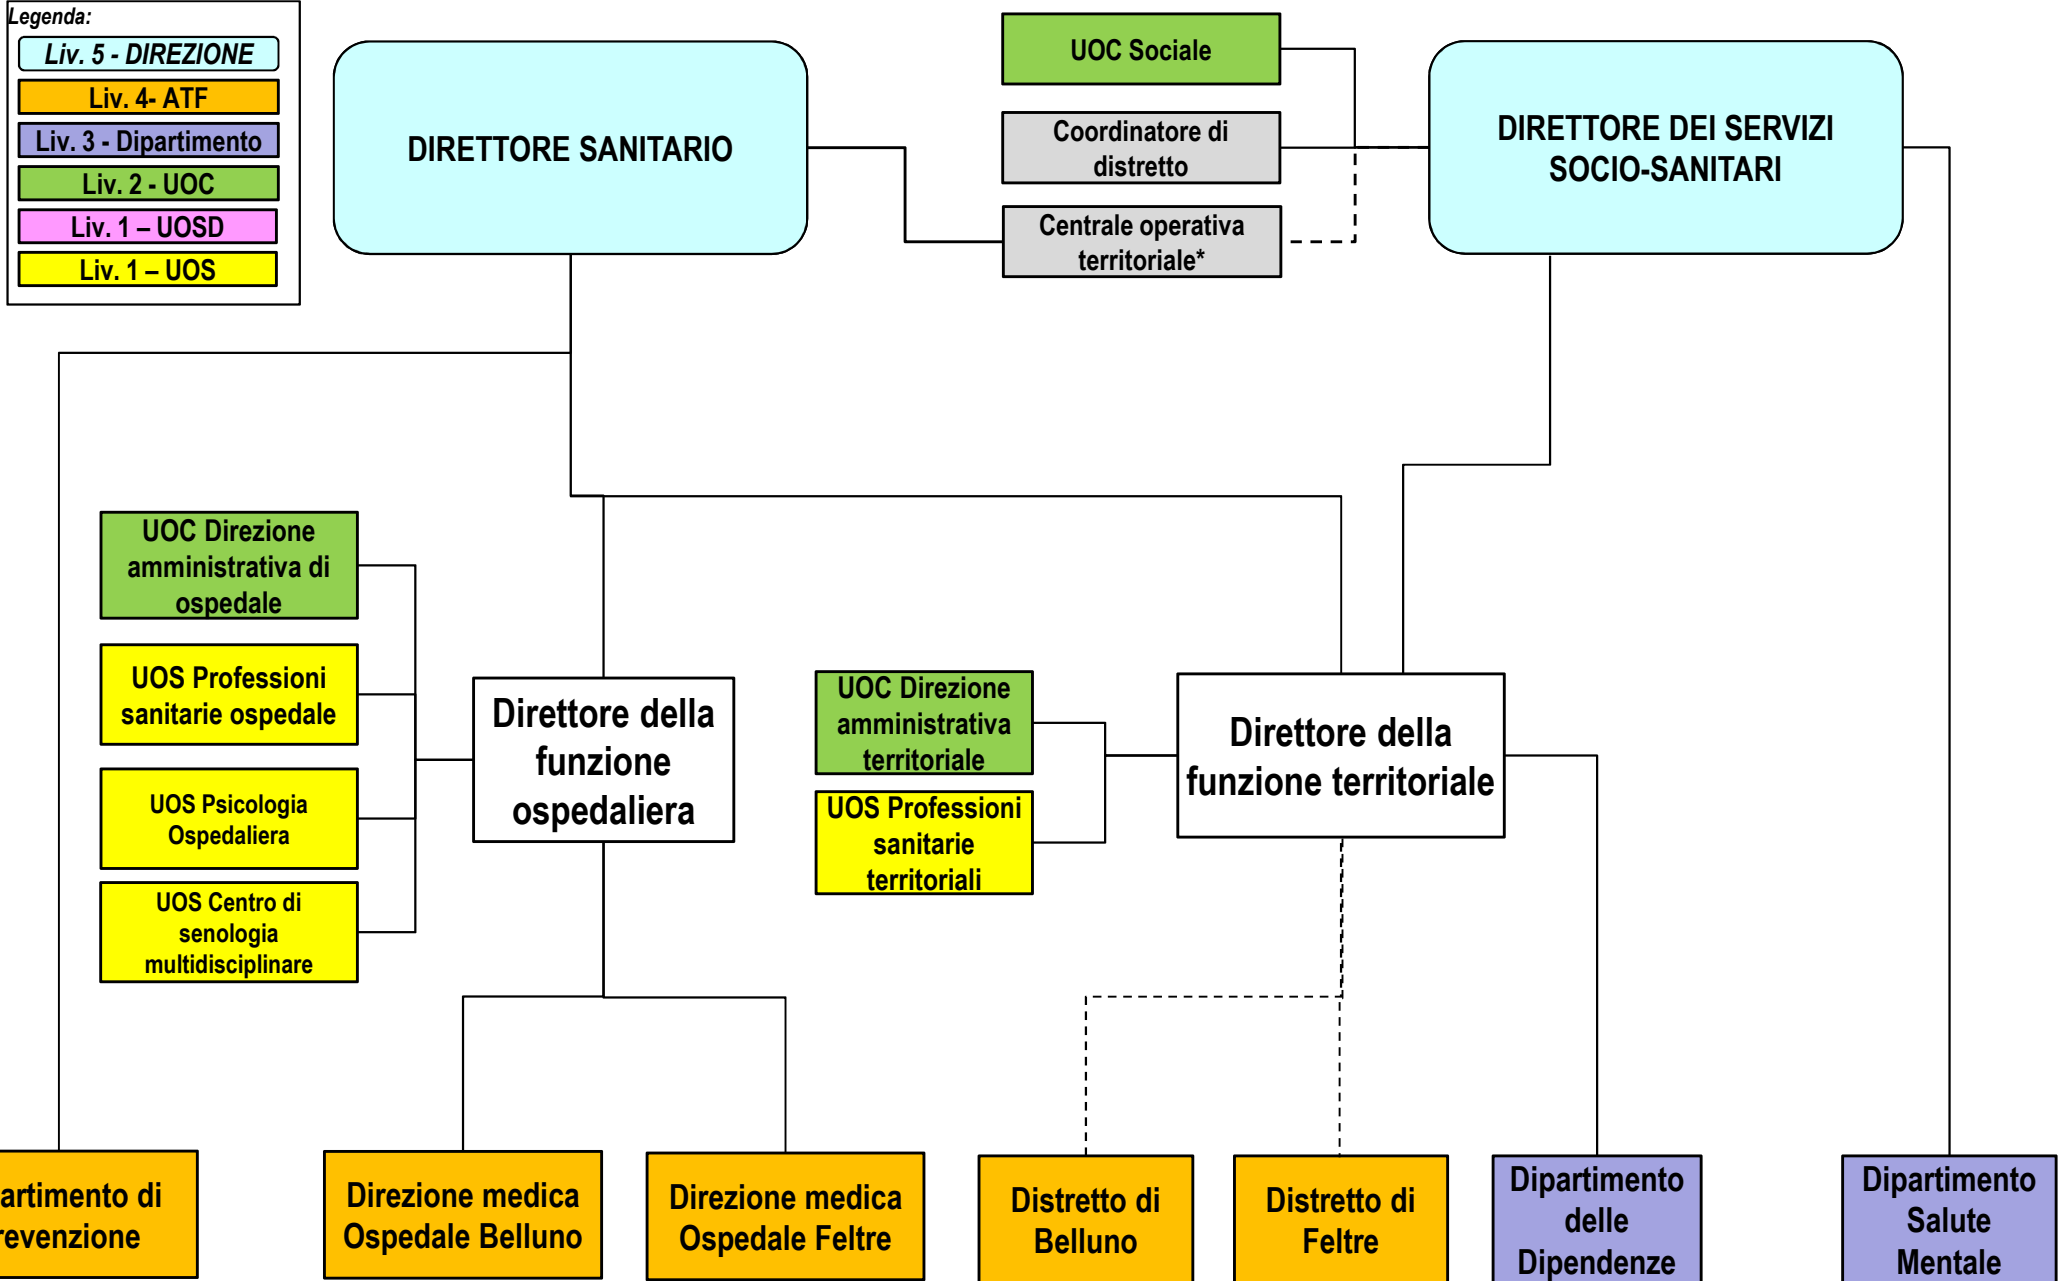 Legenda:
Liv. 5 - DIREZIONE
Liv. 4- ATF
Liv. 3 - Dipartimento
Liv. 2 - UOC
Liv. 1 – UOSD
Liv. 1 – UOS
DIRETTORE SANITARIO
UOC Sociale
Coordinatore di
distretto
Centrale operativa
territoriale*
DIRETTORE DEI SERVIZI
SOCIO-SANITARI
UOC Direzione
amministrativa di
ospedale
UOS Professioni
sanitarie ospedale
UOS Psicologia
Ospedaliera
UOS Centro di
senologia
multidisciplinare
Direttore della
funzione
ospedaliera
UOC Direzione
amministrativa
territoriale
UOS Professioni
sanitarie
territoriali
Direttore della
funzione territoriale
artimento di
revenzione
Direzione medica
Ospedale Belluno
Direzione medica
Ospedale Feltre
Distretto di
Belluno
Distretto di
Feltre
Dipartimento
delle
Dipendenze
Dipartimento
Salute
Mentale